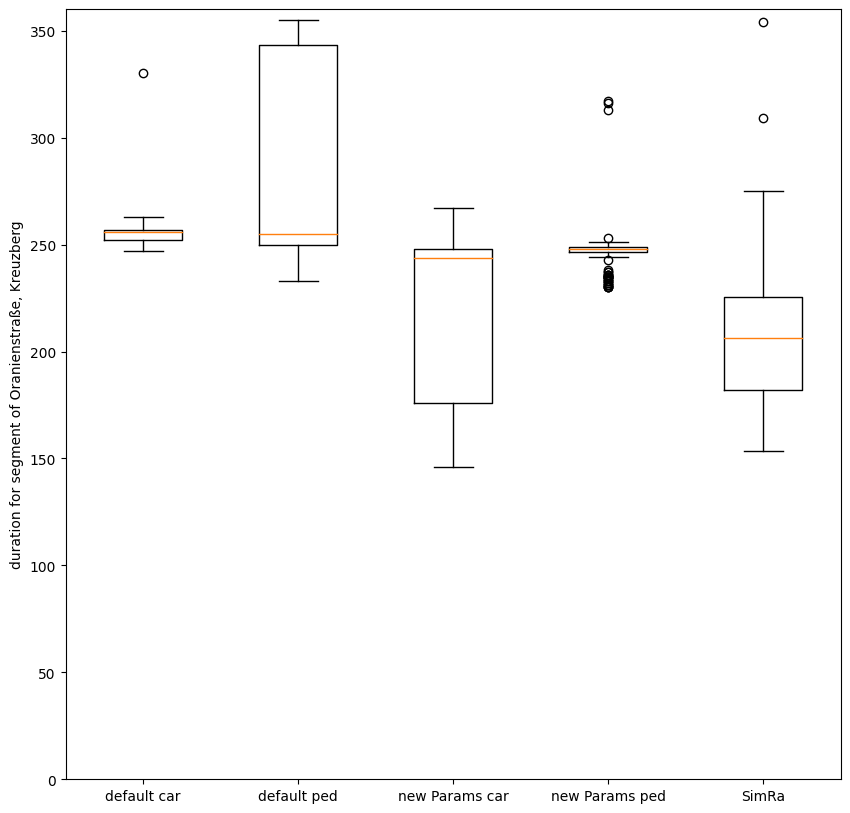 duration for segment of Oranienstraße, Kreuzberg
350
300
250
200
150
100
50
0
default car
default ped
new Params car
new Params ped
SimRa